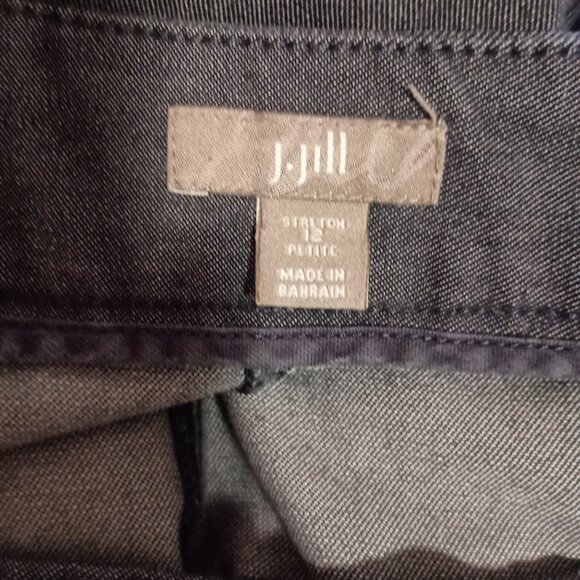 J.Jill
STRETCH
12
PETITE
MADE IN
BAHRAIN